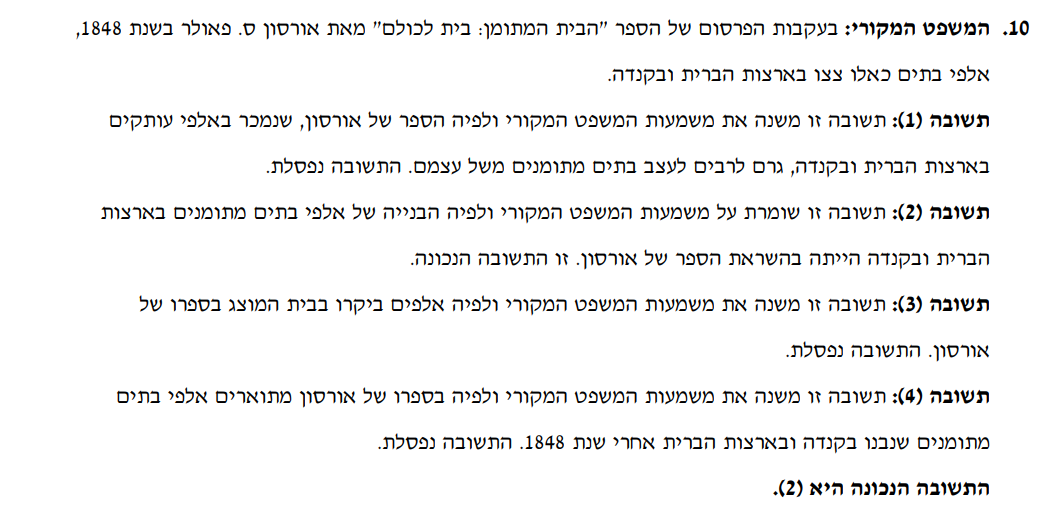 10. המשפט המקורי: בעקבות הפרסום של הספר "הבית המתומן: בית לכולם" מאת אורסון ס. פאולר בשנת 1848,
אלפי בתים כאלו צצו בארצות הברית ובקנדה.
תשובה (1): תשובה זו משנה את משמעות המשפט המקורי ולפיה הספר של אורסון, שנמכר באלפי עותקים
בארצות הברית ובקנדה, גרם לרבים לעצב בתים מתומנים משל עצמם. התשובה נפסלת.
תשובה (2): תשובה זו שומרת על משמעות המשפט המקורי ולפיה הבנייה של אלפי בתים מתומנים בארצות
הברית ובקנדה הייתה בהשראת הספר של אורסון. זו התשובה הנכונה.
תשובה (3): תשובה זו משנה את משמעות המשפט המקורי ולפיה אלפים ביקרו בבית המוצג בספרו של
אורסון. התשובה נפסלת.
תשובה (4): תשובה זו משנה את משמעות המשפט המקורי ולפיה בספרו של אורסון מתוארים אלפי בתים
מתומנים שנבנו בקנדה ובארצות הברית אחרי שנת 1848. התשובה נפסלת.
התשובה הנכונה היא (2).